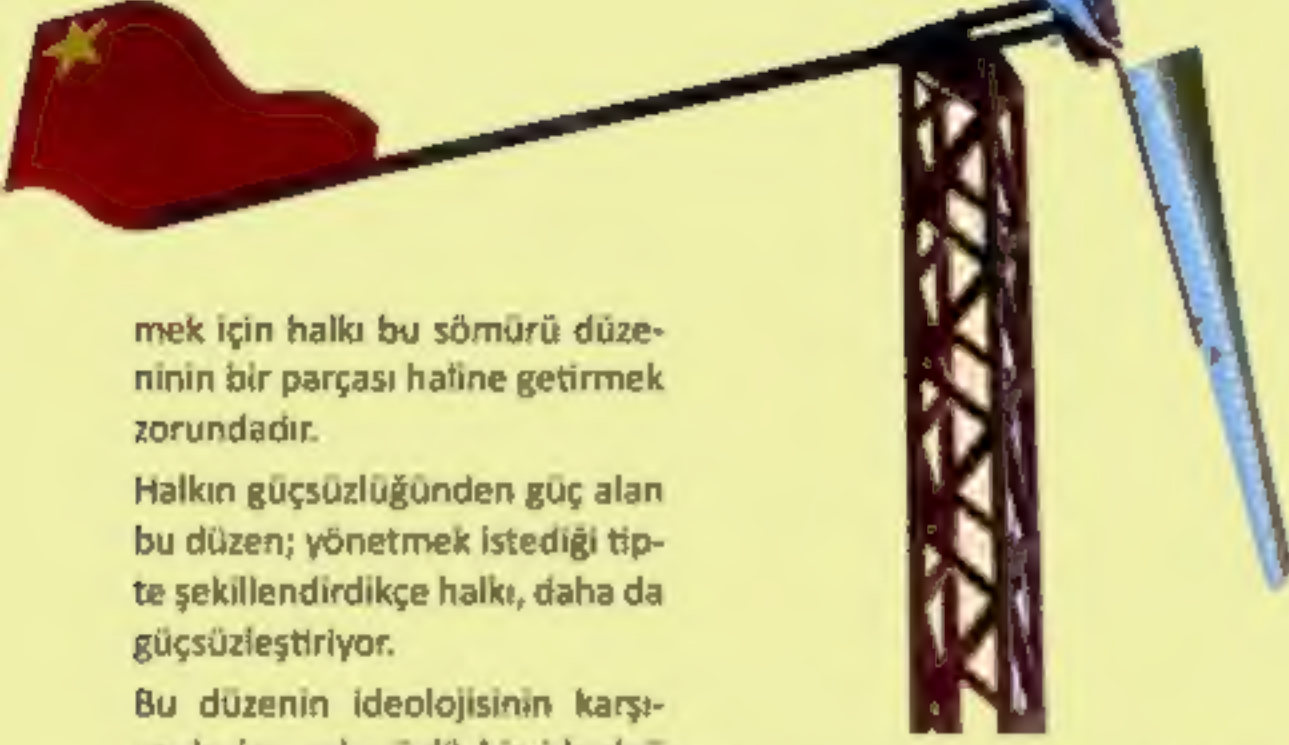 mek için halkı bu sömürü düze-
ninin bir parçası haline getirmek
zorundadır.
Halkın güçsüzlüğünden güç alan
bu düzen; yönetmek istediği tip-
te şekillendirdikçe halkı, daha da
güçsüzleştiriyor.
Bu düzenin ideolojisinin karşı-